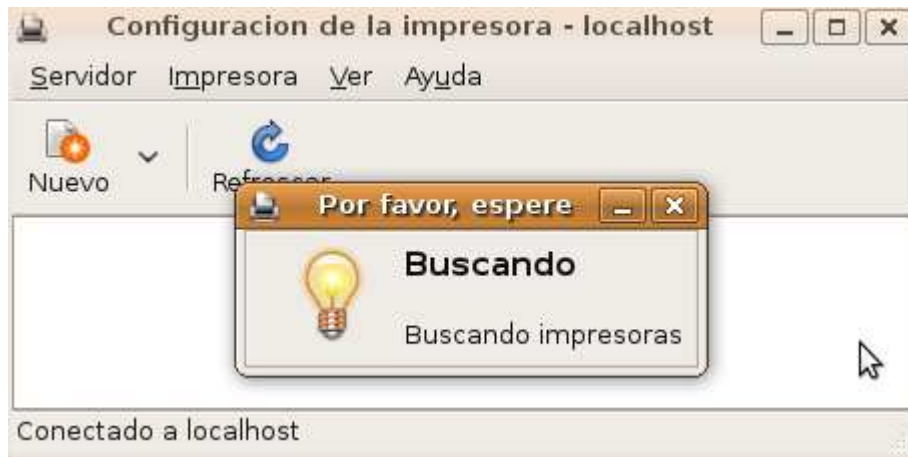 Configuracion de la impresora - localhost
Servidor Impresora Ver Ayuda
Nuevo
Por favor, espere
Buscando
Buscando impresoras
Conectado a localhost